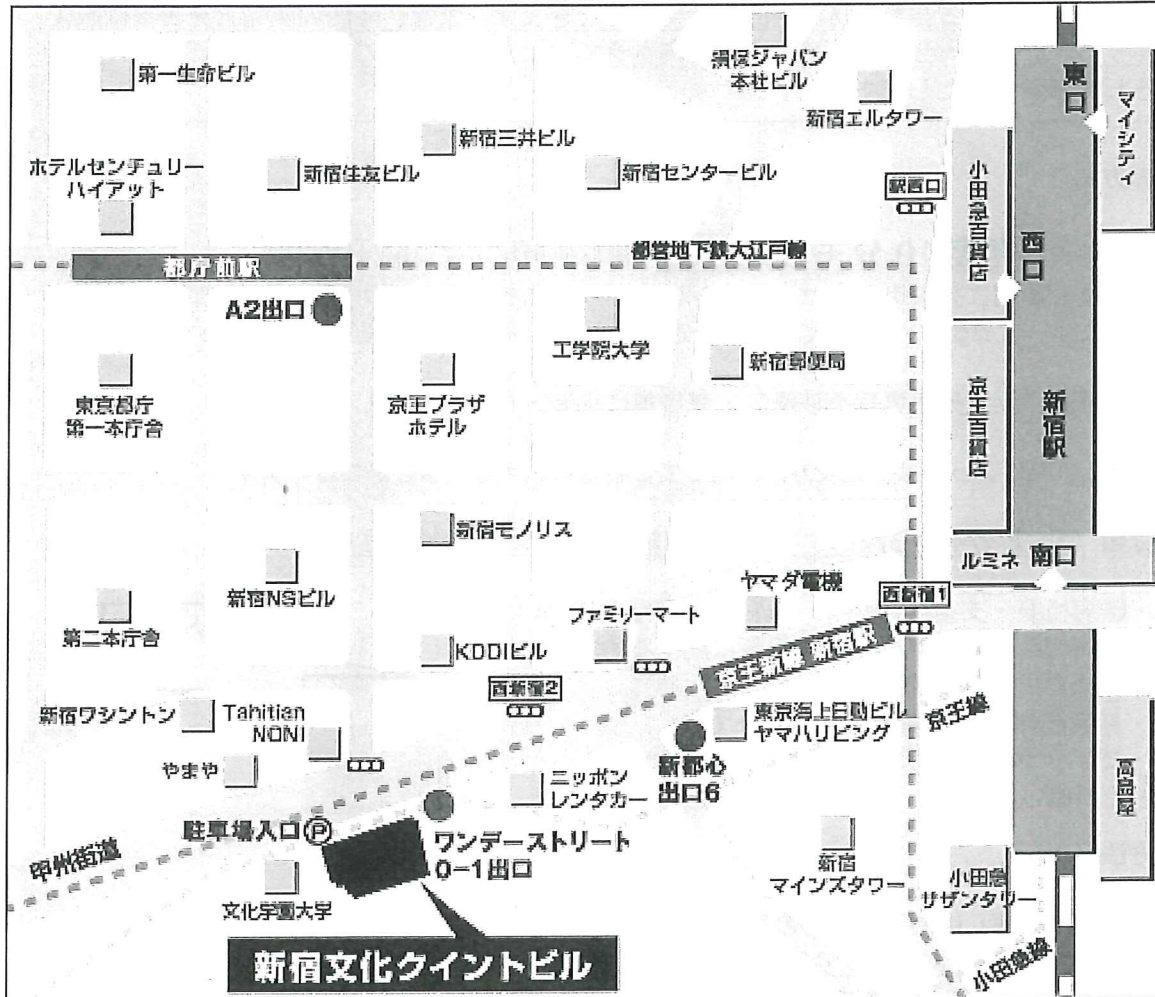 第一生命ビル
損保ジャパン
本社ビル
新宿エルタワー
新宿三井ビル
ホテルセンチュリー
ハイアット
新宿住友ビル
新宿センタービル
駅西口
小田急百貨店
東口
マイシティ
西口
都営地下鉄大江戸線
都庁前駅
A2出口
工学院大学
新宿郵便局
東京都庁
第一本庁舎
京王プラザ
ホテル
京王百貨店
新宿駅
新宿モノリス
ルミネ 南口
新宿NSビル
ヤマダ電機
西新宿1
第二本庁舎
ファミリーマート
KDDIビル
京王新線 新宿駅
西新宿2
新宿ワシントン
Tahitian
NONI
東京海上日動ビル
ヤマハリビング
京王線
やまや
新都心
出口6
ニッポン
レンタカー
高島屋
駐車場入口 P
ワンデーストリート
0-1出口
甲州街道
新宿
マインズタワー
小田急
サザンタワー
文化学園大学
新宿文化クイントビル
小田急線